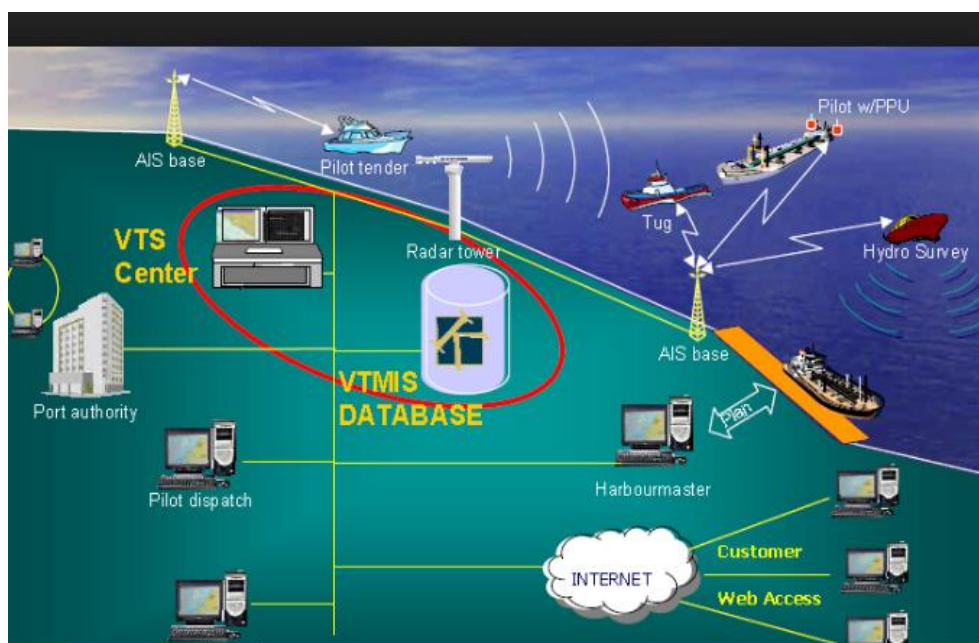 Pilot w/PPU
AIS base
Pilot tender
Tug
VTS
Center
Radar tower
Hydro Survey
AIS base
Port authority
VTMIS
DATABASE
Plan
Pilot dispatch
Harbourmaster
Customer
INTERNET
Web Access